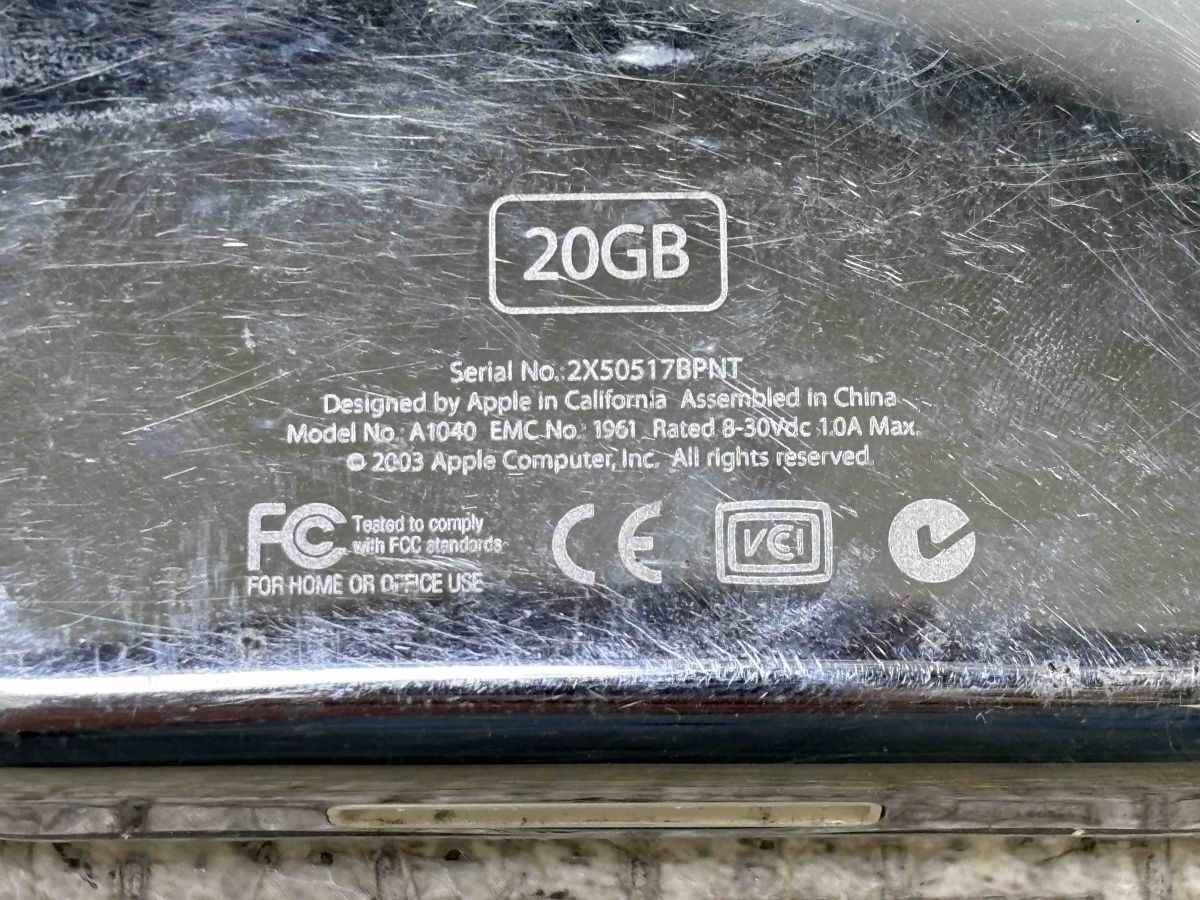 20GB
Serial No.: 2X50517BPNT
Designed by Apple in California Assembled in China
Model No.: A1040 EMC No.: 1961 Rated 8-30Vdc 1.0A Max.
© 2003 Apple Computer, Inc. All rights reserved.
FC Tested to comply
with FCC standards
FOR HOME OR OFFICE USE
CE
VCI